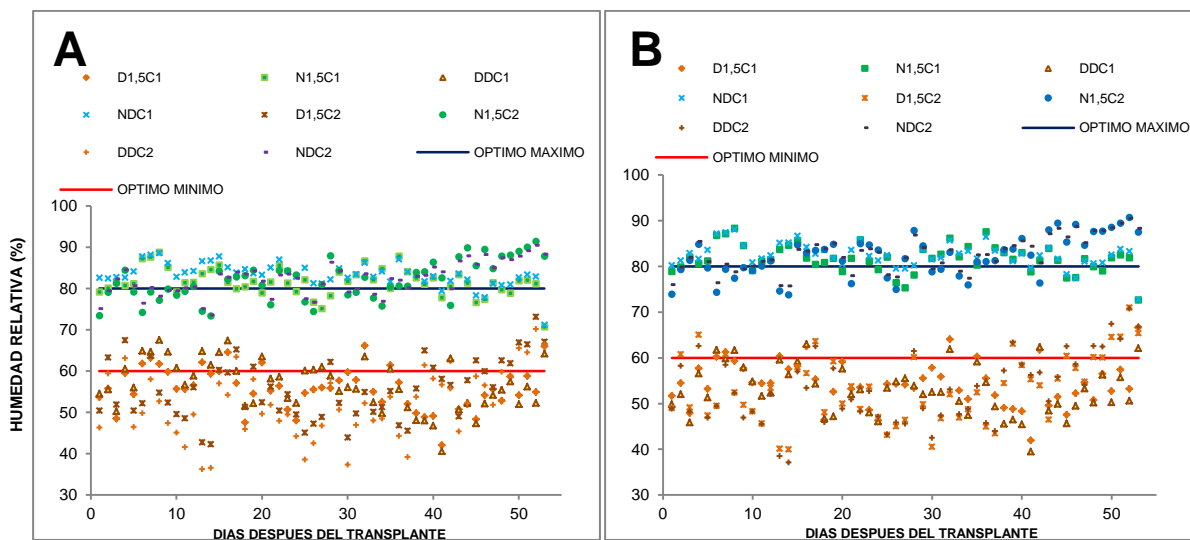 A
D1,5C1 N1,5C1 DDC1
NDC1 D1,5C2 N1,5C2
DDC2 NDC2 OPTIMO MAXIMO
OPTIMO MINIMO
HUMEDAD RELATIVA (%)
100
90
80
70
60
50
40
30
0 10 20 30 40 50
DIAS DESPUES DEL TRANSPLANTE
B
D1,5C1 N1,5C1 DDC1
NDC1 D1,5C2 N1,5C2
DDC2 NDC2 OPTIMO MAXIMO
OPTIMO MINIMO
100
90
80
70
60
50
40
30
0 10 20 30 40 50
DIAS DESPUES DEL TRANSPLANTE